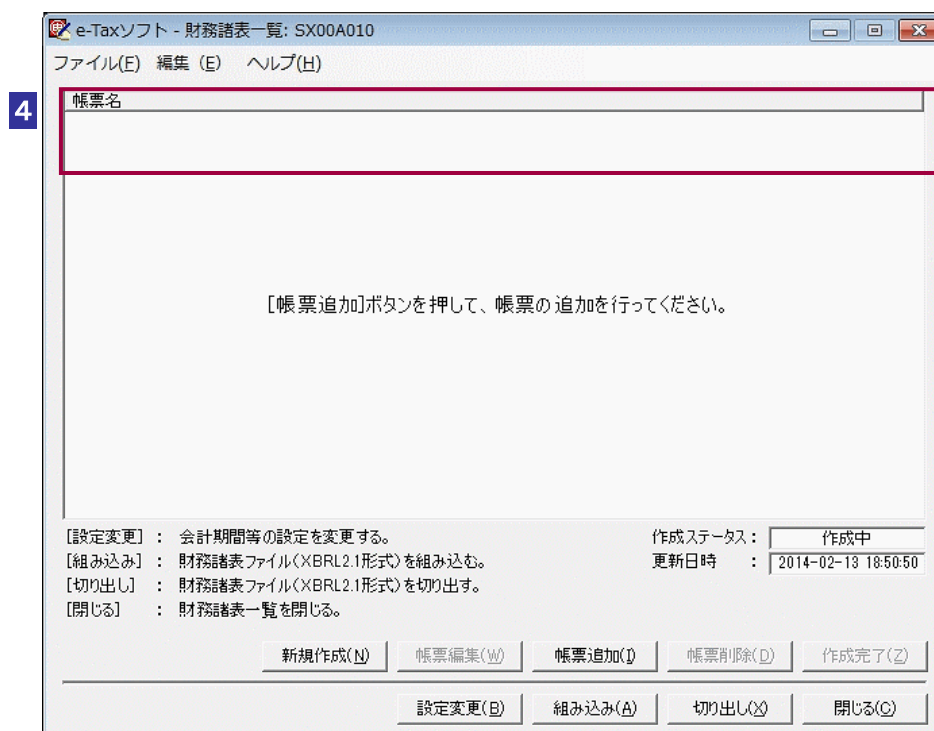 e-Taxソフト - 財務諸表一覧: SX00A010
ファイル(F) 編集(E) ヘルプ(H)
4
帳票名
[帳票追加]ボタンを押して、帳票の追加を行ってください。
[設定変更] : 会計期間等の設定を変更する。
[組み込み] : 財務諸表ファイル(XBRL2.1形式)を組み込む。
[切り出し] : 財務諸表ファイル(XBRL2.1形式)を切り出す。
[閉じる] : 財務諸表一覧を閉じる。
作成ステータス: 作成中
更新日時 : 2014-02-13 18:50:50
新規作成(N) 帳票編集(W) 帳票追加(I) 帳票削除(D) 作成完了(Z)
設定変更(B) 組み込み(A) 切り出し(X) 閉じる(C)